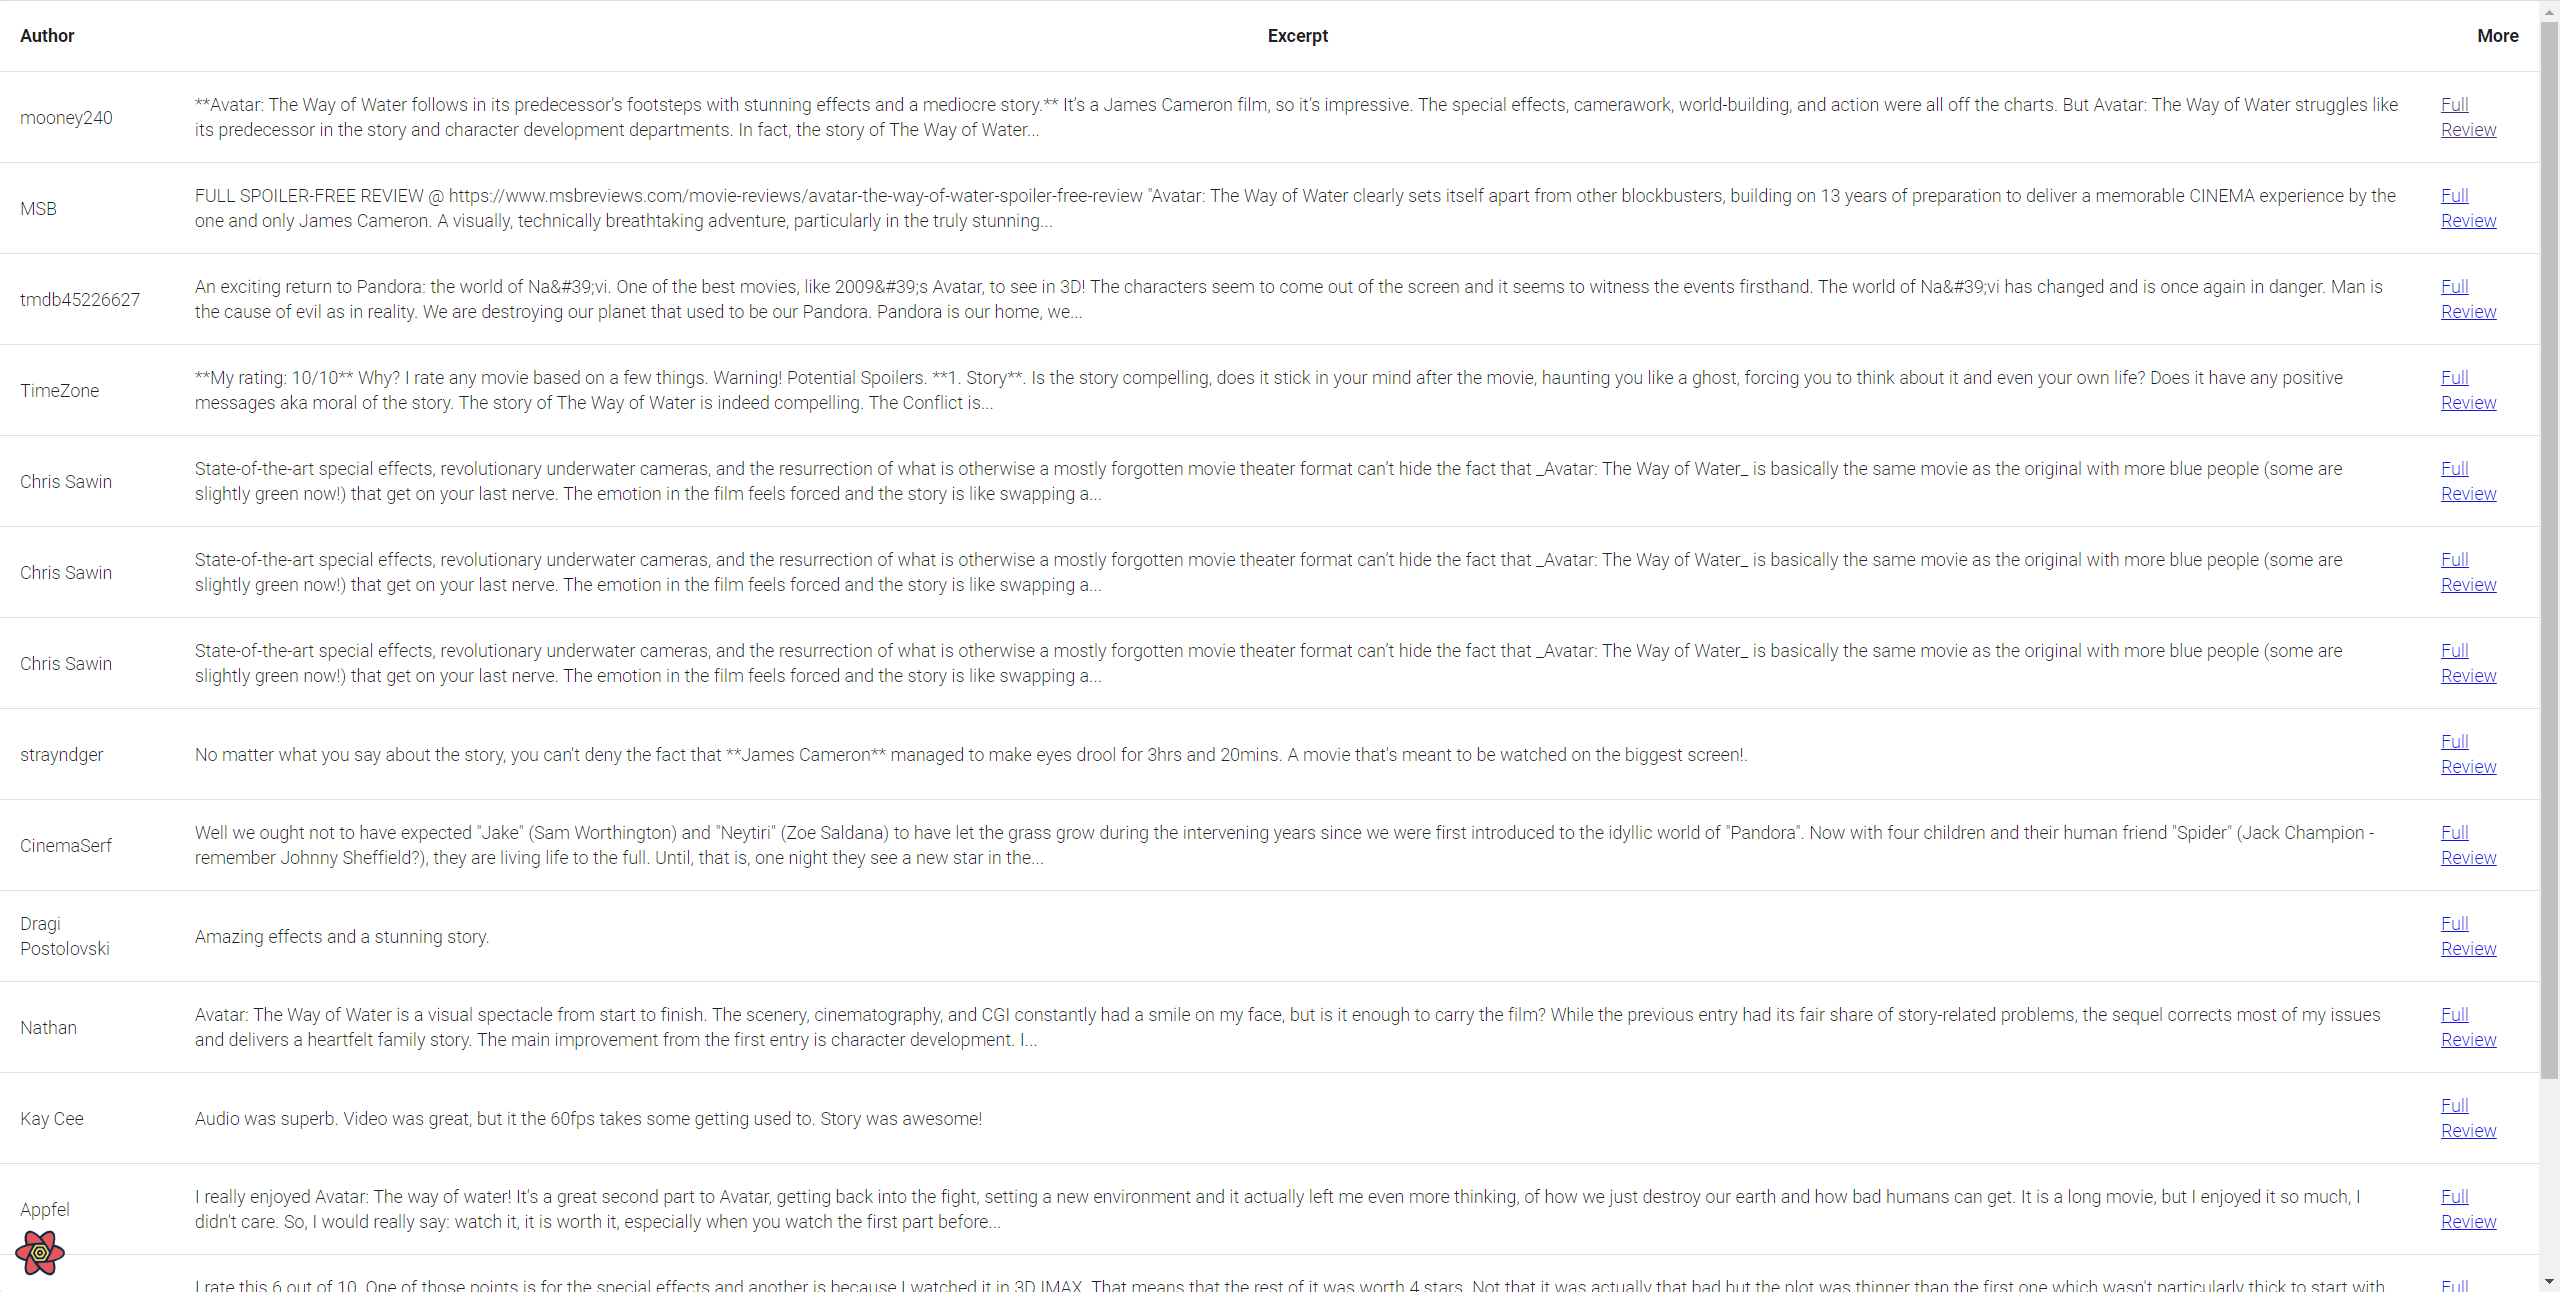 Author Excerpt More
mooney240
**Avatar: The Way of Water follows in its predecessor’s footsteps with stunning effects and a mediocre story.** It’s a James Cameron film, so it’s impressive. The special effects, camerawork, world-building, and action were all off the charts. But Avatar: The Way of Water struggles like
its predecessor in the story and character development departments. In fact, the story of The Way of Water...
Full
Review
MSB
FULL SPOILER-FREE REVIEW @ https://www.msbreviews.com/movie-reviews/avatar-the-way-of-water-spoiler-free-review "Avatar: The Way of Water clearly sets itself apart from other blockbusters, building on 13 years of preparation to deliver a memorable CINEMA experience by the
one and only James Cameron. A visually, technically breathtaking adventure, particularly in the truly stunning...
Full
Review
tmdb45226627
An exciting return to Pandora: the world of Na&#39;vi. One of the best movies, like 2009&#39;s Avatar, to see in 3D! The characters seem to come out of the screen and it seems to witness the events firsthand. The world of Na&#39;vi has changed and is once again in danger. Man is
the cause of evil as in reality. We are destroying our planet that used to be our Pandora. Pandora is our home, we...
Full
Review
TimeZone
**My rating: 10/10** Why? I rate any movie based on a few things. Warning! Potential Spoilers. **1. Story**. Is the story compelling, does it stick in your mind after the movie, haunting you like a ghost, forcing you to think about it and even your own life? Does it have any positive
messages aka moral of the story. The story of The Way of Water is indeed compelling. The Conflict is...
Full
Review
Chris Sawin
State-of-the-art special effects, revolutionary underwater cameras, and the resurrection of what is otherwise a mostly forgotten movie theater format can’t hide the fact that _Avatar: The Way of Water_ is basically the same movie as the original with more blue people (some are
slightly green now!) that get on your last nerve. The emotion in the film feels forced and the story is like swapping a...
Full
Review
Chris Sawin
State-of-the-art special effects, revolutionary underwater cameras, and the resurrection of what is otherwise a mostly forgotten movie theater format can’t hide the fact that _Avatar: The Way of Water_ is basically the same movie as the original with more blue people (some are
slightly green now!) that get on your last nerve. The emotion in the film feels forced and the story is like swapping a...
Full
Review
Chris Sawin
State-of-the-art special effects, revolutionary underwater cameras, and the resurrection of what is otherwise a mostly forgotten movie theater format can’t hide the fact that _Avatar: The Way of Water_ is basically the same movie as the original with more blue people (some are
slightly green now!) that get on your last nerve. The emotion in the film feels forced and the story is like swapping a...
Full
Review
strayndger
No matter what you say about the story, you can't deny the fact that **James Cameron** managed to make eyes drool for 3hrs and 20mins. A movie that's meant to be watched on the biggest screen!.
Full
Review
CinemaSerf
Well we ought not to have expected "Jake" (Sam Worthington) and "Neytiri" (Zoe Saldana) to have let the grass grow during the intervening years since we were first introduced to the idyllic world of "Pandora". Now with four children and their human friend "Spider" (Jack Champion -
remember Johnny Sheffield?), they are living life to the full. Until, that is, one night they see a new star in the...
Full
Review
Dragi
Postolovski
Amazing effects and a stunning story.
Full
Review
Nathan
Avatar: The Way of Water is a visual spectacle from start to finish. The scenery, cinematography, and CGI constantly had a smile on my face, but is it enough to carry the film? While the previous entry had its fair share of story-related problems, the sequel corrects most of my issues
and delivers a heartfelt family story. The main improvement from the first entry is character development. I...
Full
Review
Kay Cee
Audio was superb. Video was great, but it the 60fps takes some getting used to. Story was awesome!
Full
Review
Appfel
I really enjoyed Avatar: The way of water! It's a great second part to Avatar, getting back into the fight, setting a new environment and it actually left me even more thinking, of how we just destroy our earth and how bad humans can get. It is a long movie, but I enjoyed it so much, I
didn't care. So, I would really say: watch it, it is worth it, especially when you watch the first part before...
Full
Review
I rate this 6 out of 10. One of those points is for the special effects and another is because I watched it in 3D IMAX. That means that the rest of it was worth 4 stars. Not that it was actually that bad but the plot was thinner than the first one which wasn't particularly thick to start with
Full